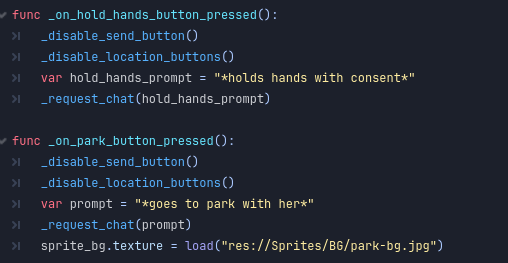 func _on_hold_hands_button_pressed():
_disable_send_button()
_disable_location_buttons()
var hold_hands_prompt = "*holds hands with consent*"
_request_chat(hold_hands_prompt)
func _on_park_button_pressed():
_disable_send_button()
_disable_location_buttons()
var prompt = "*goes to park with her*"
_request_chat(prompt)
sprite_bg.texture = load("res://Sprites/BG/park-bg.jpg")